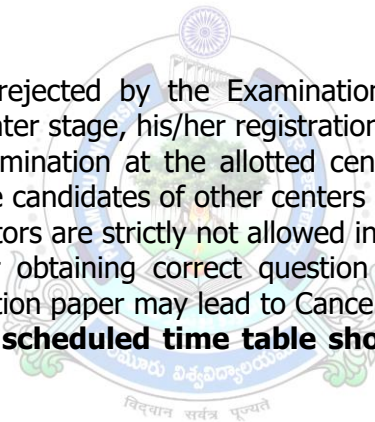 rejected by the Examination
ter stage, his/her registration
mination at the allotted cen
e candidates of other centers
tors are strictly not allowed in
obtaining correct question
tion paper may lead to Cance
scheduled time table sho
विद्वान सर्वत्र पूज्यते